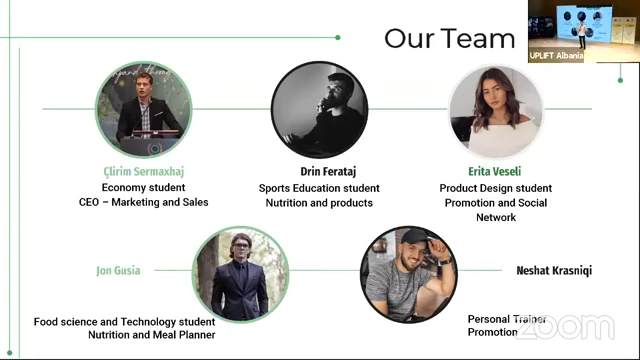 Our Team
UPLIFT Albania
Çlirim Sermaxhaj
Economy student
CEO – Marketing and Sales
Drin Ferataj
Sports Education student
Nutrition and products
Erita Veseli
Product Design student
Promotion and Social
Network
Jon Gusia
Food science and Technology student
Nutrition and Meal Planner
Neshat Krasniqi
Personal Trainer
Promotion
zoom